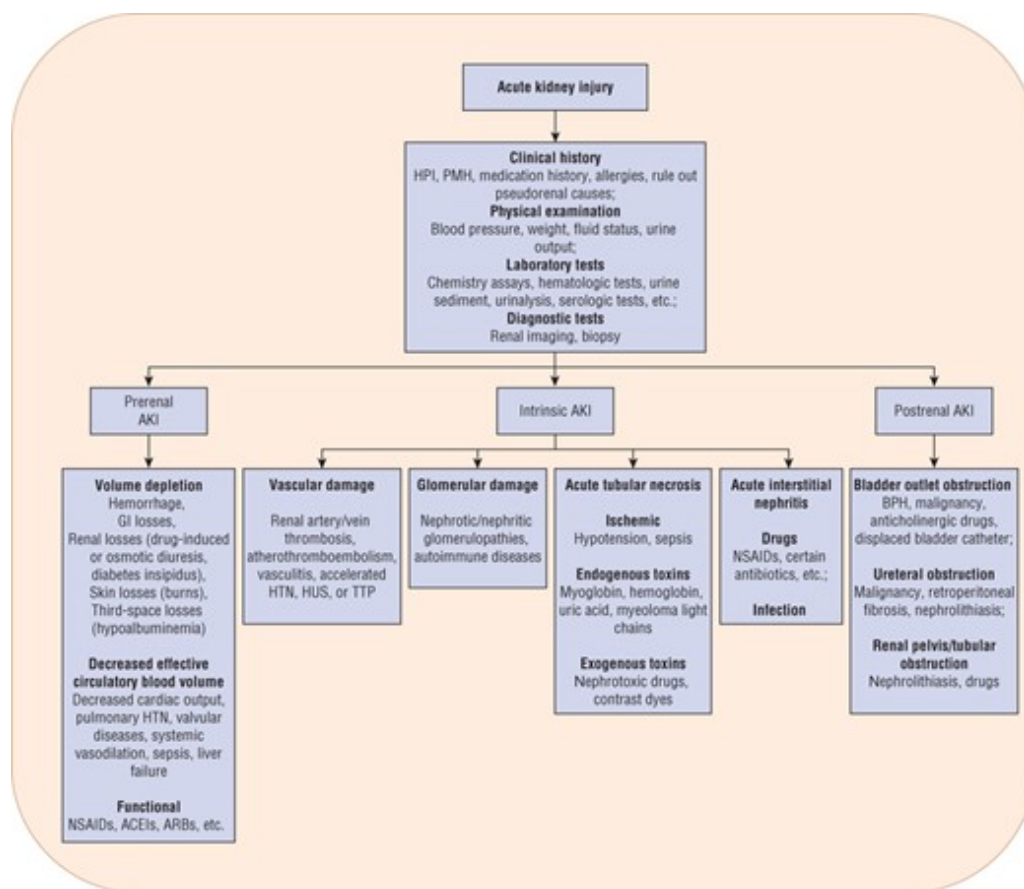 Acute kidney injury
Clinical history
HPI, PMH, medication history, allergies, rule out
pseudorenal causes;
Physical examination
Blood pressure, weight, fluid status, urine
output;
Laboratory tests
Chemistry assays, hematologic tests, urine
sediment, urinalysis, serologic tests, etc.;
Diagnostic tests
Renal imaging, biopsy
Prerenal
AKI
Intrinsic AKI
Postrenal AKI
Volume depletion
Hemorrhage,
GI losses,
Renal losses (drug-induced
or osmotic diuresis,
diabetes insipidus),
Skin losses (burns),
Third-space losses
(hypoalbuminemia)
Decreased effective
circulatory blood volume
Decreased cardiac output,
pulmonary HTN, valvular
diseases, systemic
vasodilation, sepsis, liver
failure
Functional
NSAIDs, ACEIs, ARBs, etc.
Vascular damage
Renal artery/vein
thrombosis,
atherothromboembolism,
vasculitis, accelerated
HTN, HUS, or TTP
Glomerular damage
Nephrotic/nephritic
glomerulopathies,
autoimmune diseases
Acute tubular necrosis
Ischemic
Hypotension, sepsis
Endogenous toxins
Myoglobin, hemoglobin,
uric acid, myeloma light
chains
Exogenous toxins
Nephrotoxic drugs,
contrast dyes
Acute interstitial
nephritis
Drugs
NSAIDs, certain
antibiotics, etc.;
Infection
Bladder outlet obstruction
BPH, malignancy,
anticholinergic drugs,
displaced bladder catheter;
Ureteral obstruction
Malignancy, retroperitoneal
fibrosis, nephrolithiasis;
Renal pelvis/tubular
obstruction
Nephrolithiasis, drugs